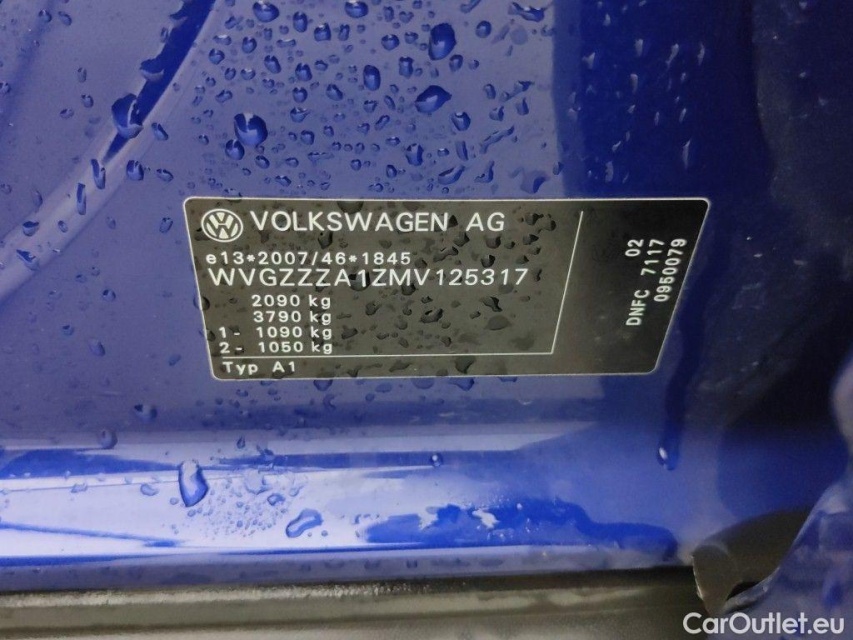 VOLKSWAGEN AG
e13*2007/46*1845
WVGZZZA1ZMV125317
2090 kg
3790 kg
1- 1090 kg
2- 1050 kg
Typ A1
02
DNFC 7117
0950079
CarOutlet.eu